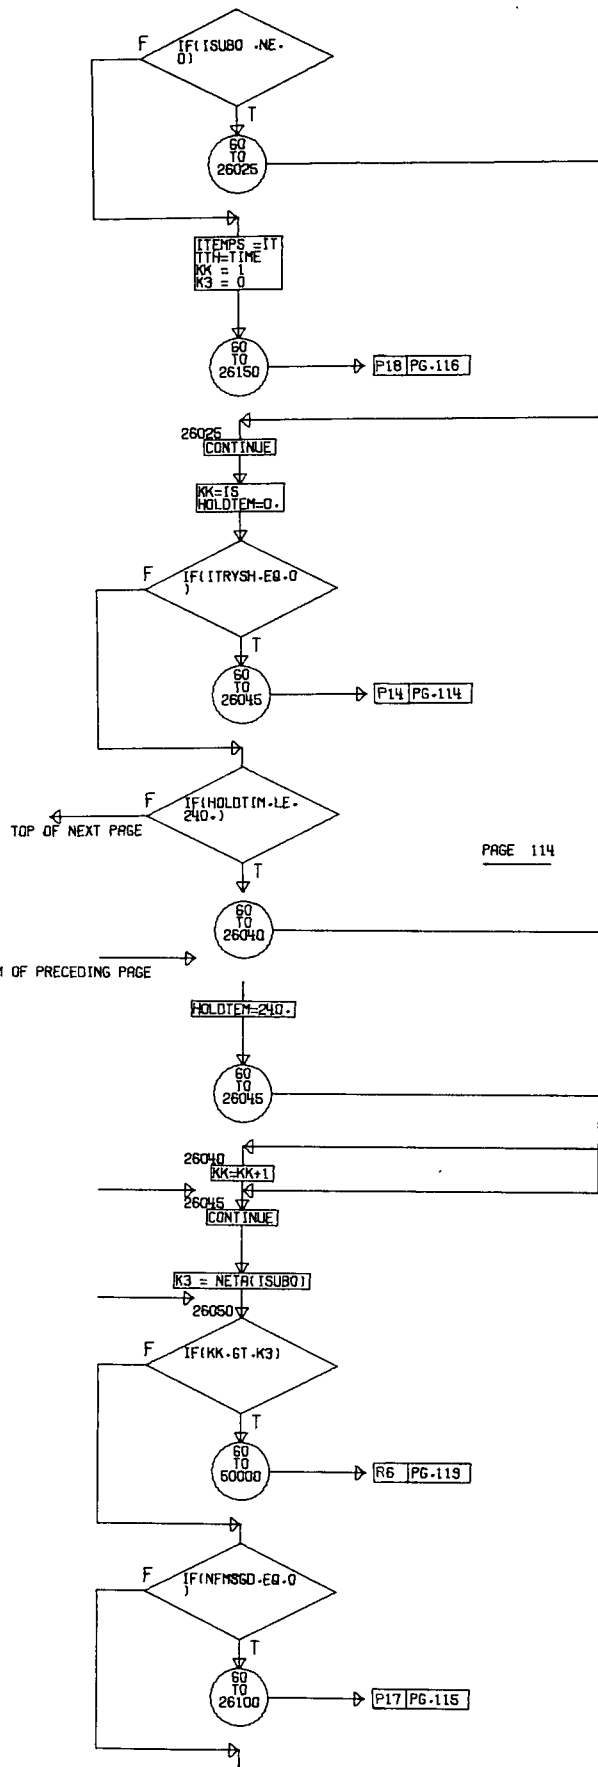 F
IF(ISUBO .NE.
0)
T
GO
TO
26025
ITEMPS =IT
TTH=TIME
KK = 1
K3 = 0
GO
TO
26150
P18 PG.116
26025
CONTINUE
KK=IS
HOLDTEM=0.
F
IF(ITRYSH.EQ.0
)
T
GO
TO
26045
P14 PG.114
F
IF(HOLDTIM.LE.
240.)
TOP OF NEXT PAGE
PAGE 114
T
GO
TO
26040
M OF PRECEDING PAGE
HOLDTEM=240.
GO
TO
26045
26040
KK=KK+1
26045
CONTINUE
K3 = NETA(ISUBO)
26050
F
IF(KK.GT.K3)
T
GO
TO
50000
R6 PG.119
F
IF(NFMSGD.EQ.0
)
T
GO
TO
26100
P17 PG.115